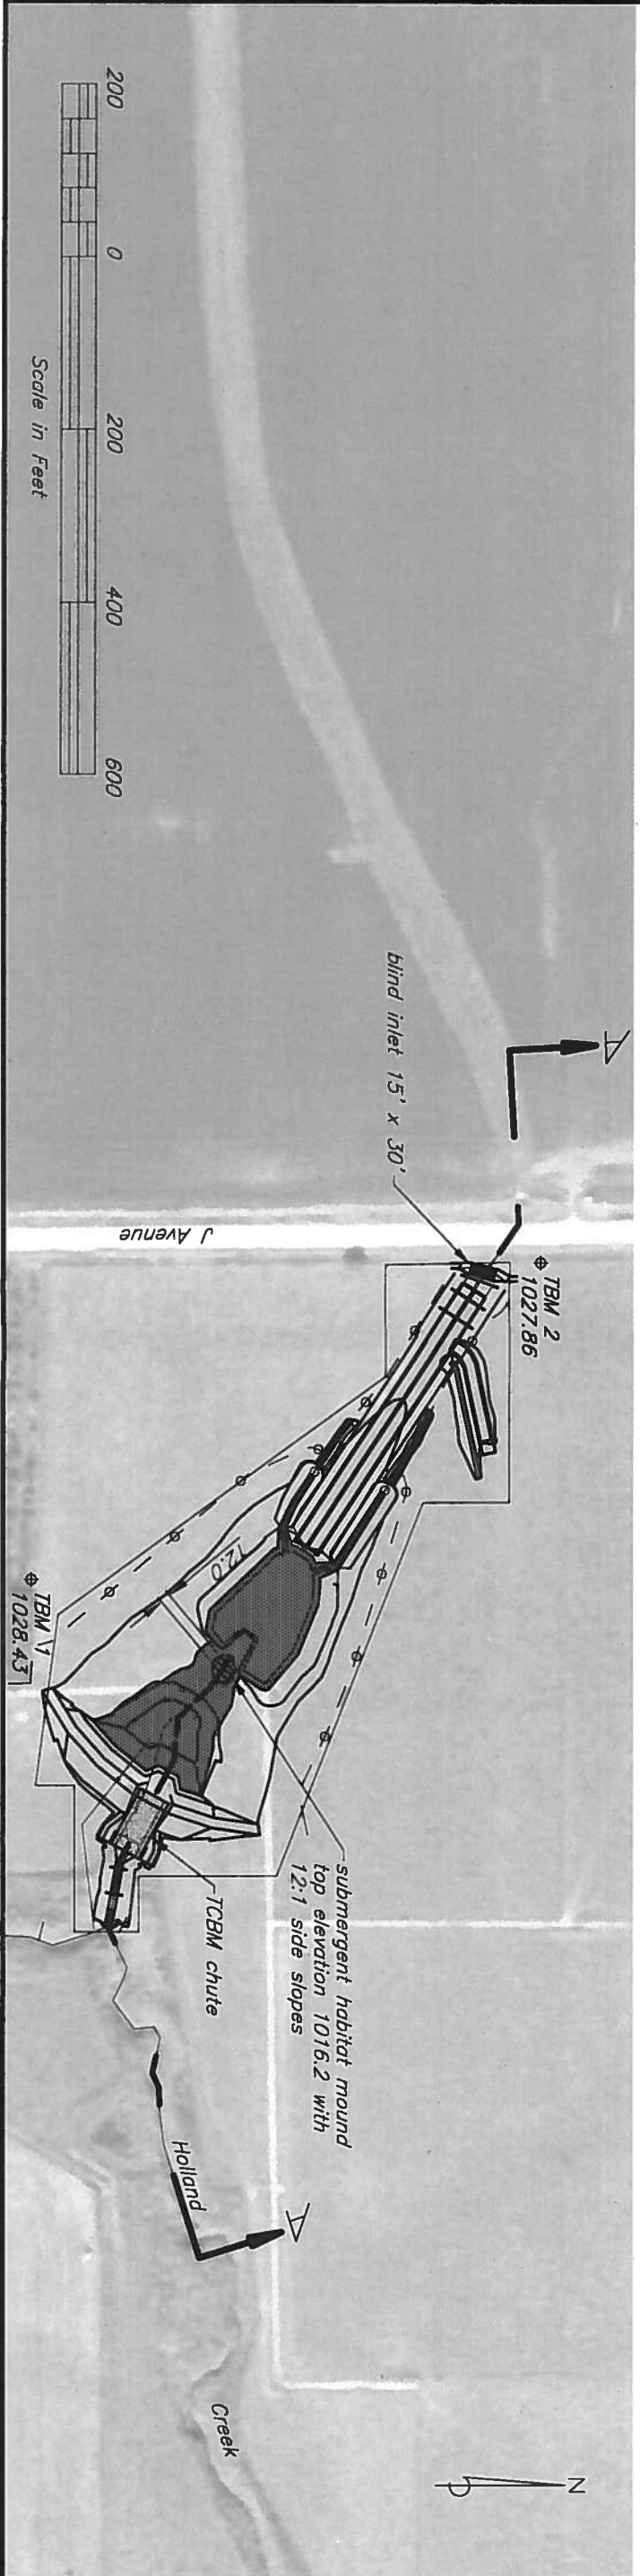 200
0
200
400
600
Scale in Feet
blind inlet 15' x 30'
A
J Avenue
TBM 2
1027.86
12.0
TBM 1
1028.43
submergent habitat mound
top elevation 1016.2 with
12:1 side slopes
TCBM chute
Holland
A
Creek
N